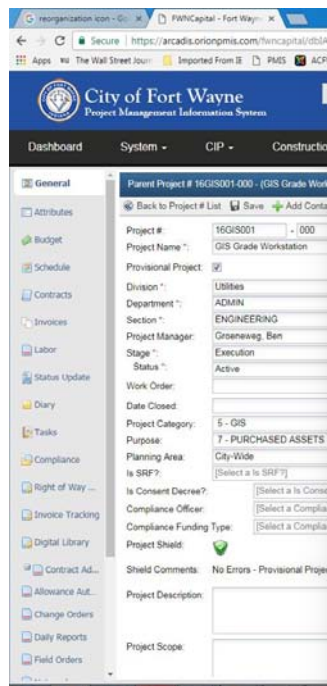 reorganization icon - Go
FWNCapital - Fort Wayn
Secure | https://arcadis.orionpmis.com/fwncapital/dblA
Apps The Wall Street Jour Imported From IE PMIS ACF
City of Fort Wayne
Project Management Information System
Dashboard System CIP Constructio
General
Attributes
Budget
Schedule
Contracts
Invoices
Labor
Status Update
Diary
Tasks
Compliance
Right of Way ...
Invoice Tracking
Digital Library
Contract Ad...
Allowance Aut...
Change Orders
Daily Reports
Field Orders
Parent Project # 16GIS001-000 - (GIS Grade Work
Back to Project # List Save Add Conta
Project #: 16GIS001 - 000
Project Name *: GIS Grade Workstation
Provisional Project:
Division *: Utilities
Department *: ADMIN
Section *: ENGINEERING
Project Manager: Groeneweg, Ben
Stage *: Execution
Status *: Active
Work Order:
Date Closed:
Project Category: 5 - GIS
Purpose: 7 - PURCHASED ASSETS
Planning Area: City-Wide
Is SRF?: [Select a Is SRF?]
Is Consent Decree?: [Select a Is Conse
Compliance Officer: [Select a Complia
Compliance Funding Type: [Select a Complia
Project Shield:
Shield Comments: No Errors - Provisional Proje
Project Description:
Project Scope: